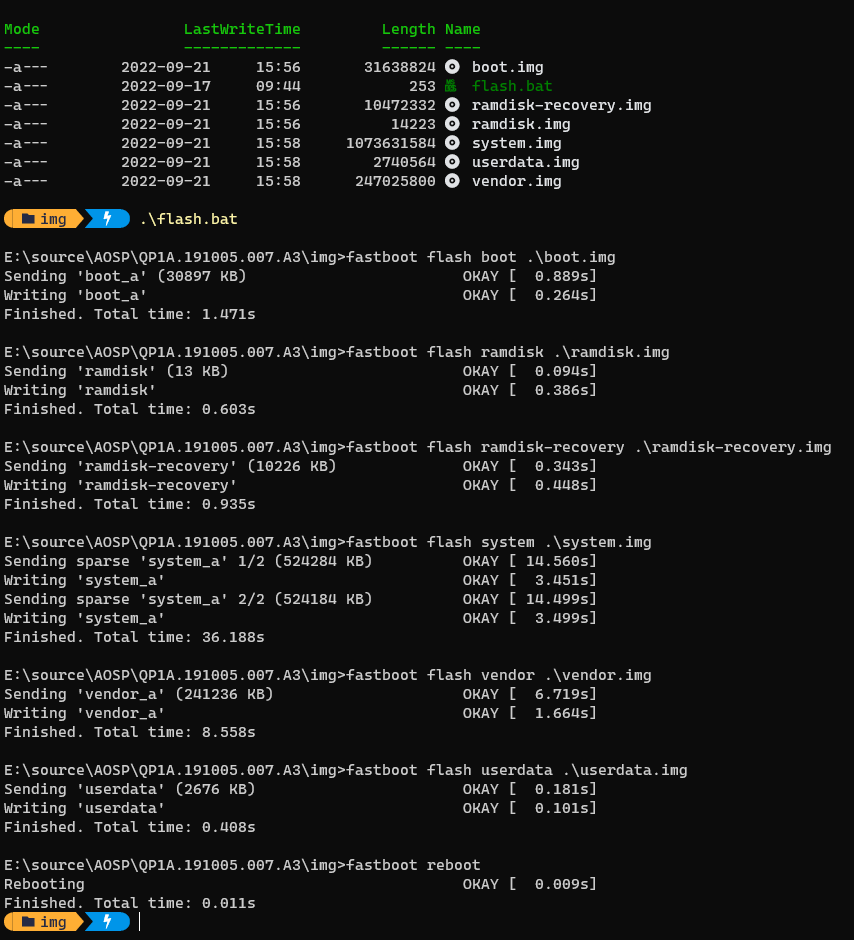 Mode                LastWriteTime         Length Name
----                -------------         ------ ----
-a---        2022-09-21     15:56       31638824 boot.img
-a---        2022-09-17     09:44            253 flash.bat
-a---        2022-09-21     15:56       10472332 ramdisk-recovery.img
-a---        2022-09-21     15:56          14223 ramdisk.img
-a---        2022-09-21     15:58     1073631584 system.img
-a---        2022-09-21     15:58        2740564 userdata.img
-a---        2022-09-21     15:58      247025800 vendor.img
img .\flash.bat
E:\source\AOSP\QP1A.191005.007.A3\img>fastboot flash boot .\boot.img
Sending 'boot_a' (30897 KB)                        OKAY [  0.889s]
Writing 'boot_a'                                   OKAY [  0.264s]
Finished. Total time: 1.471s
E:\source\AOSP\QP1A.191005.007.A3\img>fastboot flash ramdisk .\ramdisk.img
Sending 'ramdisk' (13 KB)                          OKAY [  0.094s]
Writing 'ramdisk'                                  OKAY [  0.386s]
Finished. Total time: 0.603s
E:\source\AOSP\QP1A.191005.007.A3\img>fastboot flash ramdisk-recovery .\ramdisk-recovery.img
Sending 'ramdisk-recovery' (10226 KB)              OKAY [  0.343s]
Writing 'ramdisk-recovery'                         OKAY [  0.448s]
Finished. Total time: 0.935s
E:\source\AOSP\QP1A.191005.007.A3\img>fastboot flash system .\system.img
Sending sparse 'system_a' 1/2 (524284 KB)          OKAY [ 14.560s]
Writing 'system_a'                                 OKAY [  3.451s]
Sending sparse 'system_a' 2/2 (524184 KB)          OKAY [ 14.499s]
Writing 'system_a'                                 OKAY [  3.499s]
Finished. Total time: 36.188s
E:\source\AOSP\QP1A.191005.007.A3\img>fastboot flash vendor .\vendor.img
Sending 'vendor_a' (241236 KB)                     OKAY [  6.719s]
Writing 'vendor_a'                                 OKAY [  1.664s]
Finished. Total time: 8.558s
E:\source\AOSP\QP1A.191005.007.A3\img>fastboot flash userdata .\userdata.img
Sending 'userdata' (2676 KB)                       OKAY [  0.181s]
Writing 'userdata'                                 OKAY [  0.101s]
Finished. Total time: 0.408s
E:\source\AOSP\QP1A.191005.007.A3\img>fastboot reboot
Rebooting                                          OKAY [  0.009s]
Finished. Total time: 0.011s
img